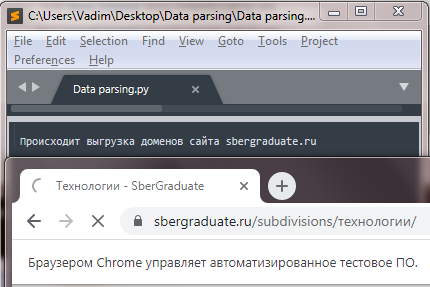 C:\Users\Vadim\Desktop\Data parsing\Data parsing....
File Edit Selection Find View Goto Tools Project
Preferences Help
Data parsing.py
Происходит выгрузка доменов сайта sbergraduate.ru
Технологии - SberGraduate
sbergraduate.ru/subdivisions/технологии/
Браузером Chrome управляет автоматизированное тестовое ПО.